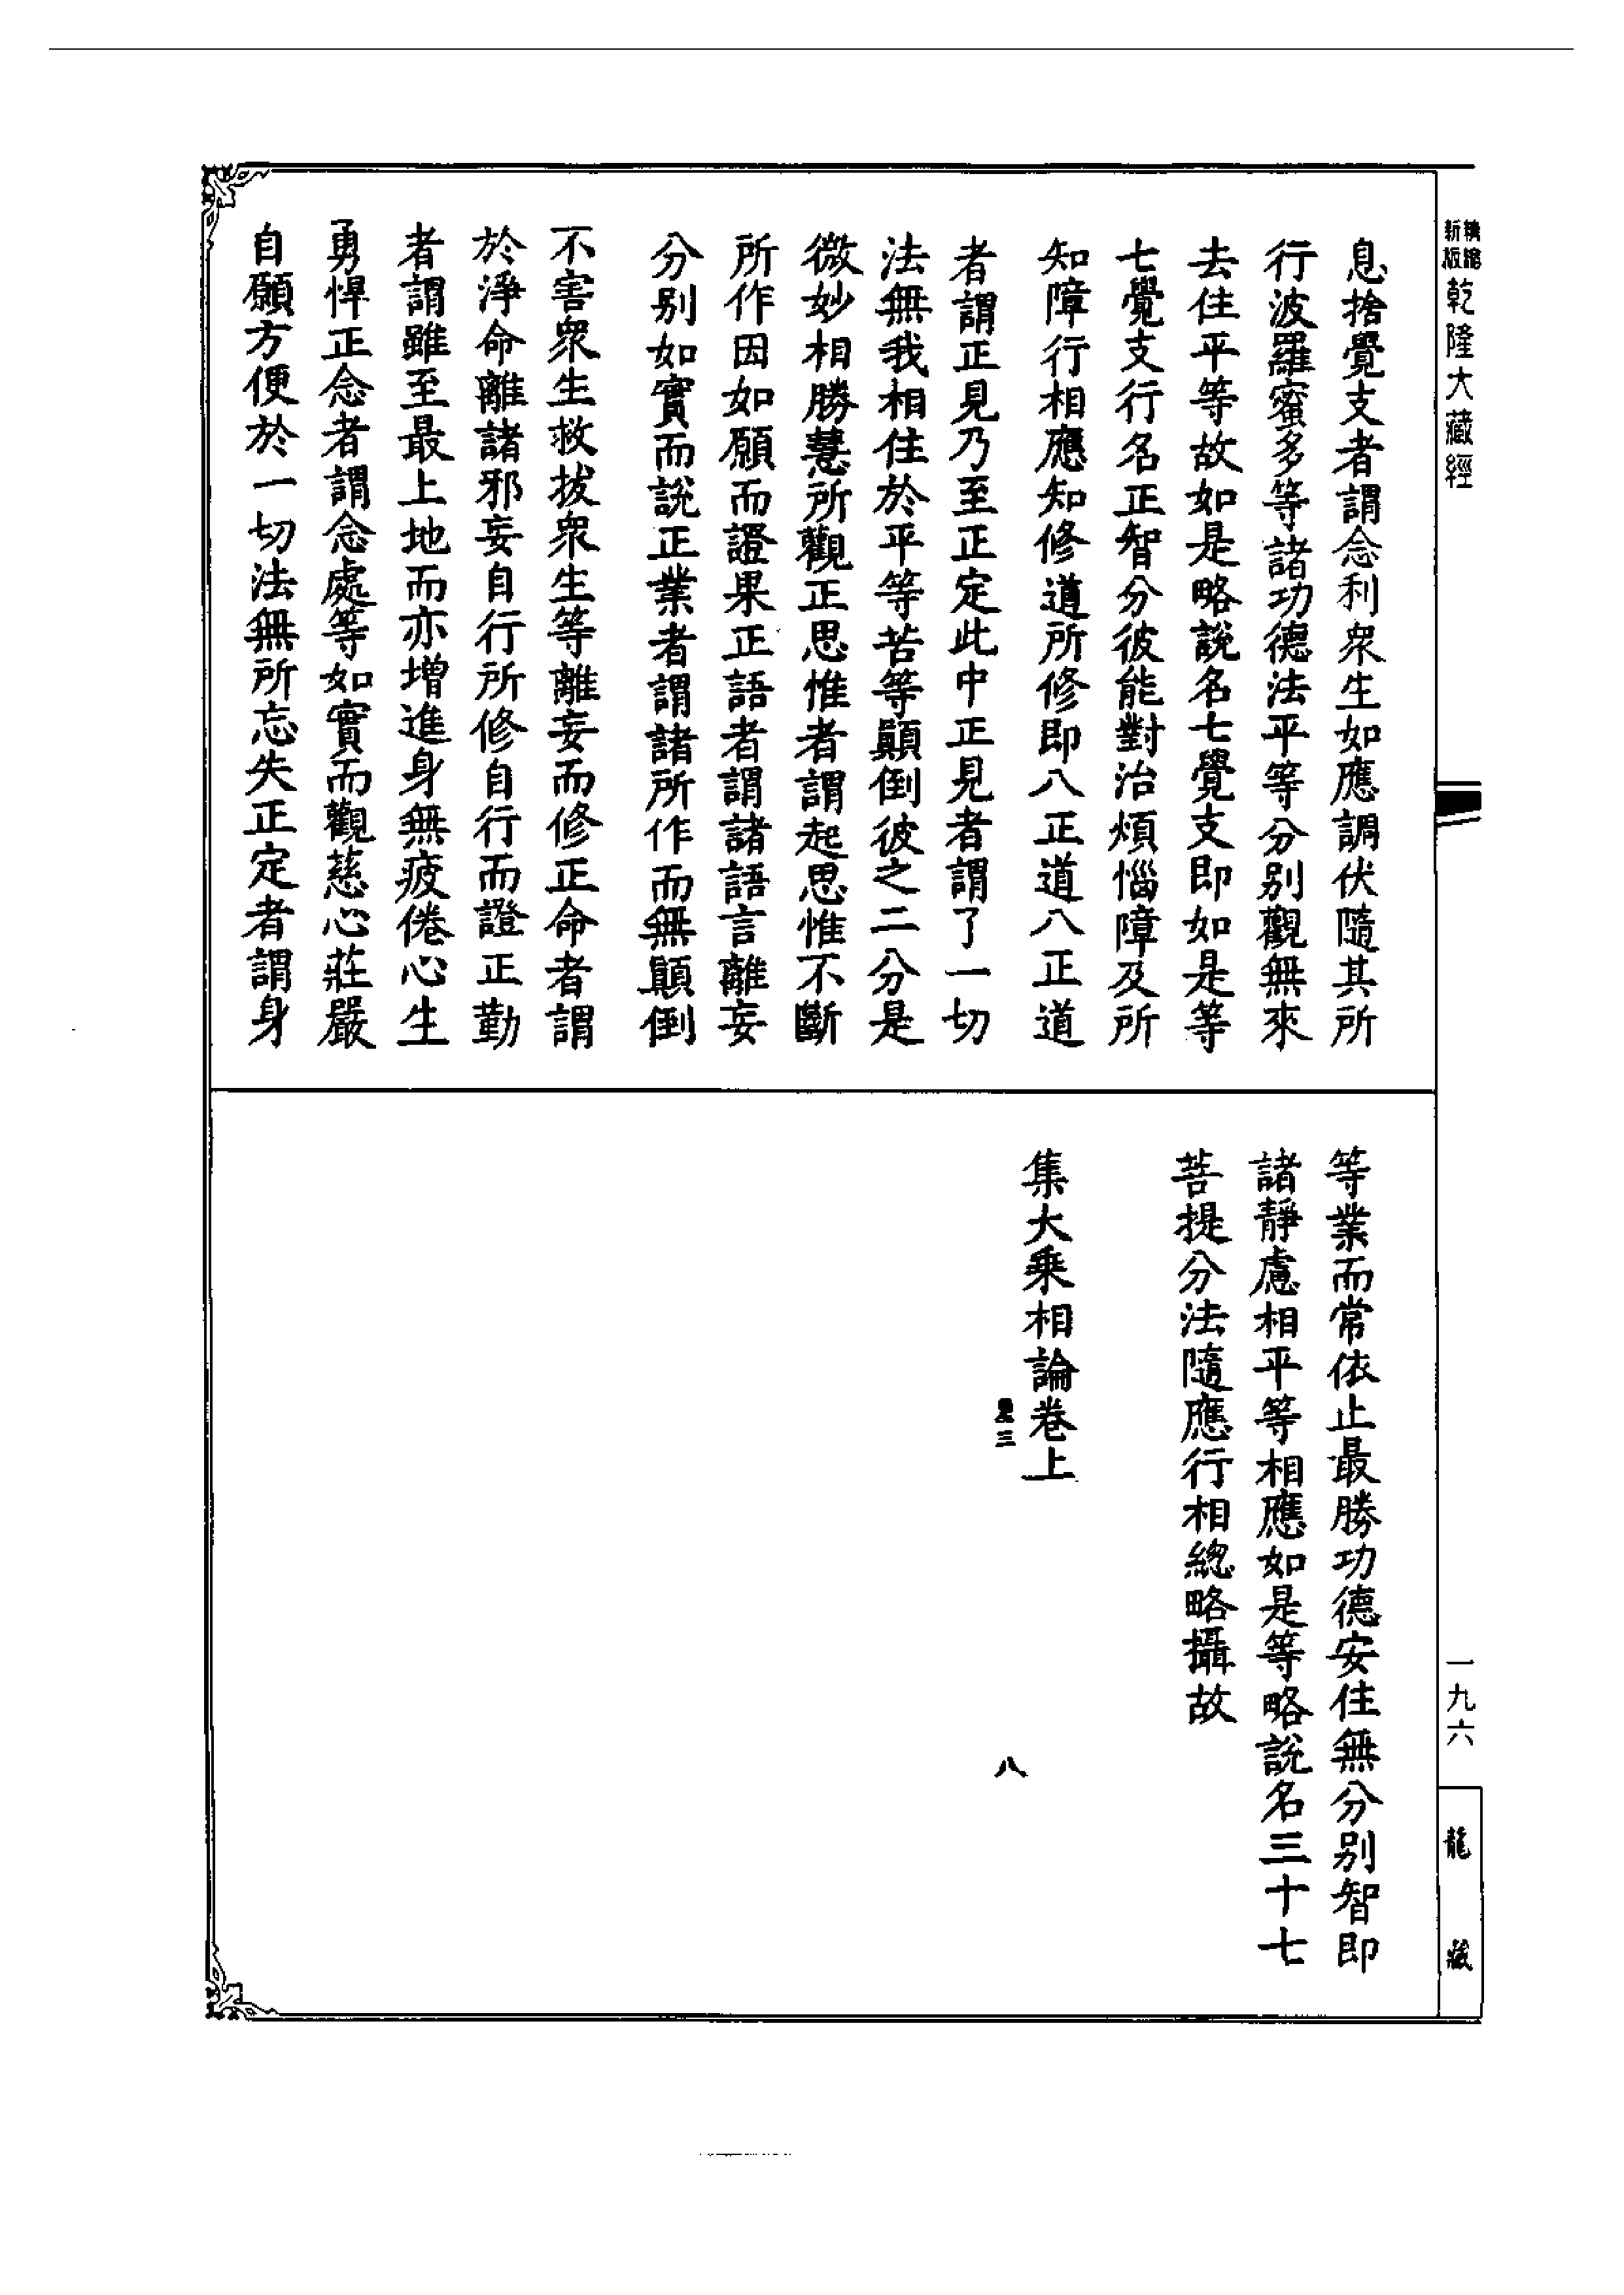 精縮新版乾隆大藏經
息捨覺支者謂念利衆生如應調伏隨其所
行波羅蜜多等諸功德法平等分别觀無來
去住平等故如是略說名七覺支即如是等
七覺支行名正智分彼能對治煩惱障及所
知障行相應知修道所修即八正道八正道
者謂正見乃至正定此中正見者謂了一切
法無我相住於平等苦等顚倒彼之二分是
微妙相勝慧所觀正思惟者謂起思惟不斷
所作因如願而證果正語者謂諸語言離妄
分别如實而說正業者謂諸所作而無顚倒
不害衆生救拔衆生等離妄而修正命者謂
於淨命離諸邪妄自行所修自行而證正勤
者謂雖至最上地而亦增進身無疲倦心生
勇悍正念者謂念處等如實而觀慈心莊嚴
自願方便於一切法無所忘失正定者謂身
等業而常依止最勝功德安住無分别智即
諸靜慮相平等相應如是等略說名三十七
菩提分法隨應行相總略攝故
集大乘相論卷上
三
八
一九六
龍藏